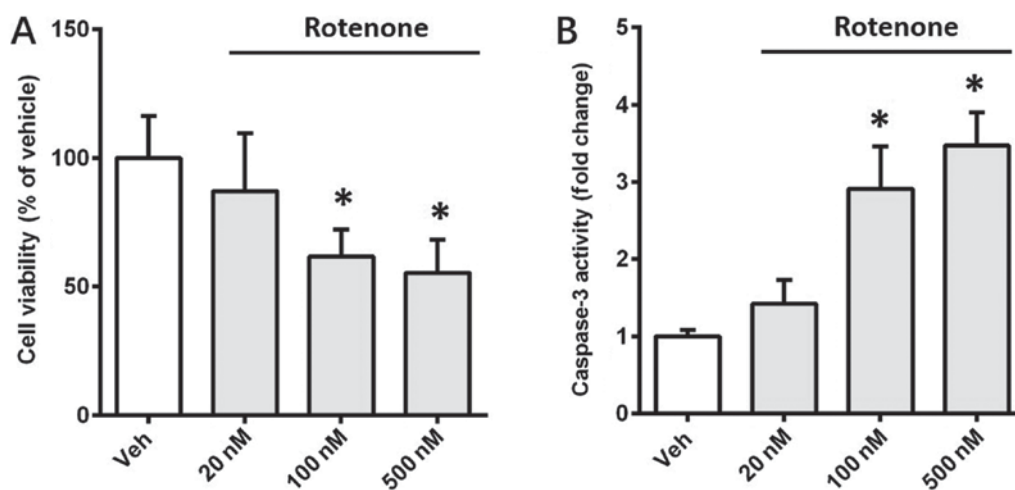 A
Rotenone
Cell viability (% of vehicle)
150
100
50
0
*
*
Veh
20 nM
100 nM
500 nM
B
Rotenone
Caspase-3 activity (fold change)
5
4
3
2
1
0
*
*
Veh
20 nM
100 nM
500 nM